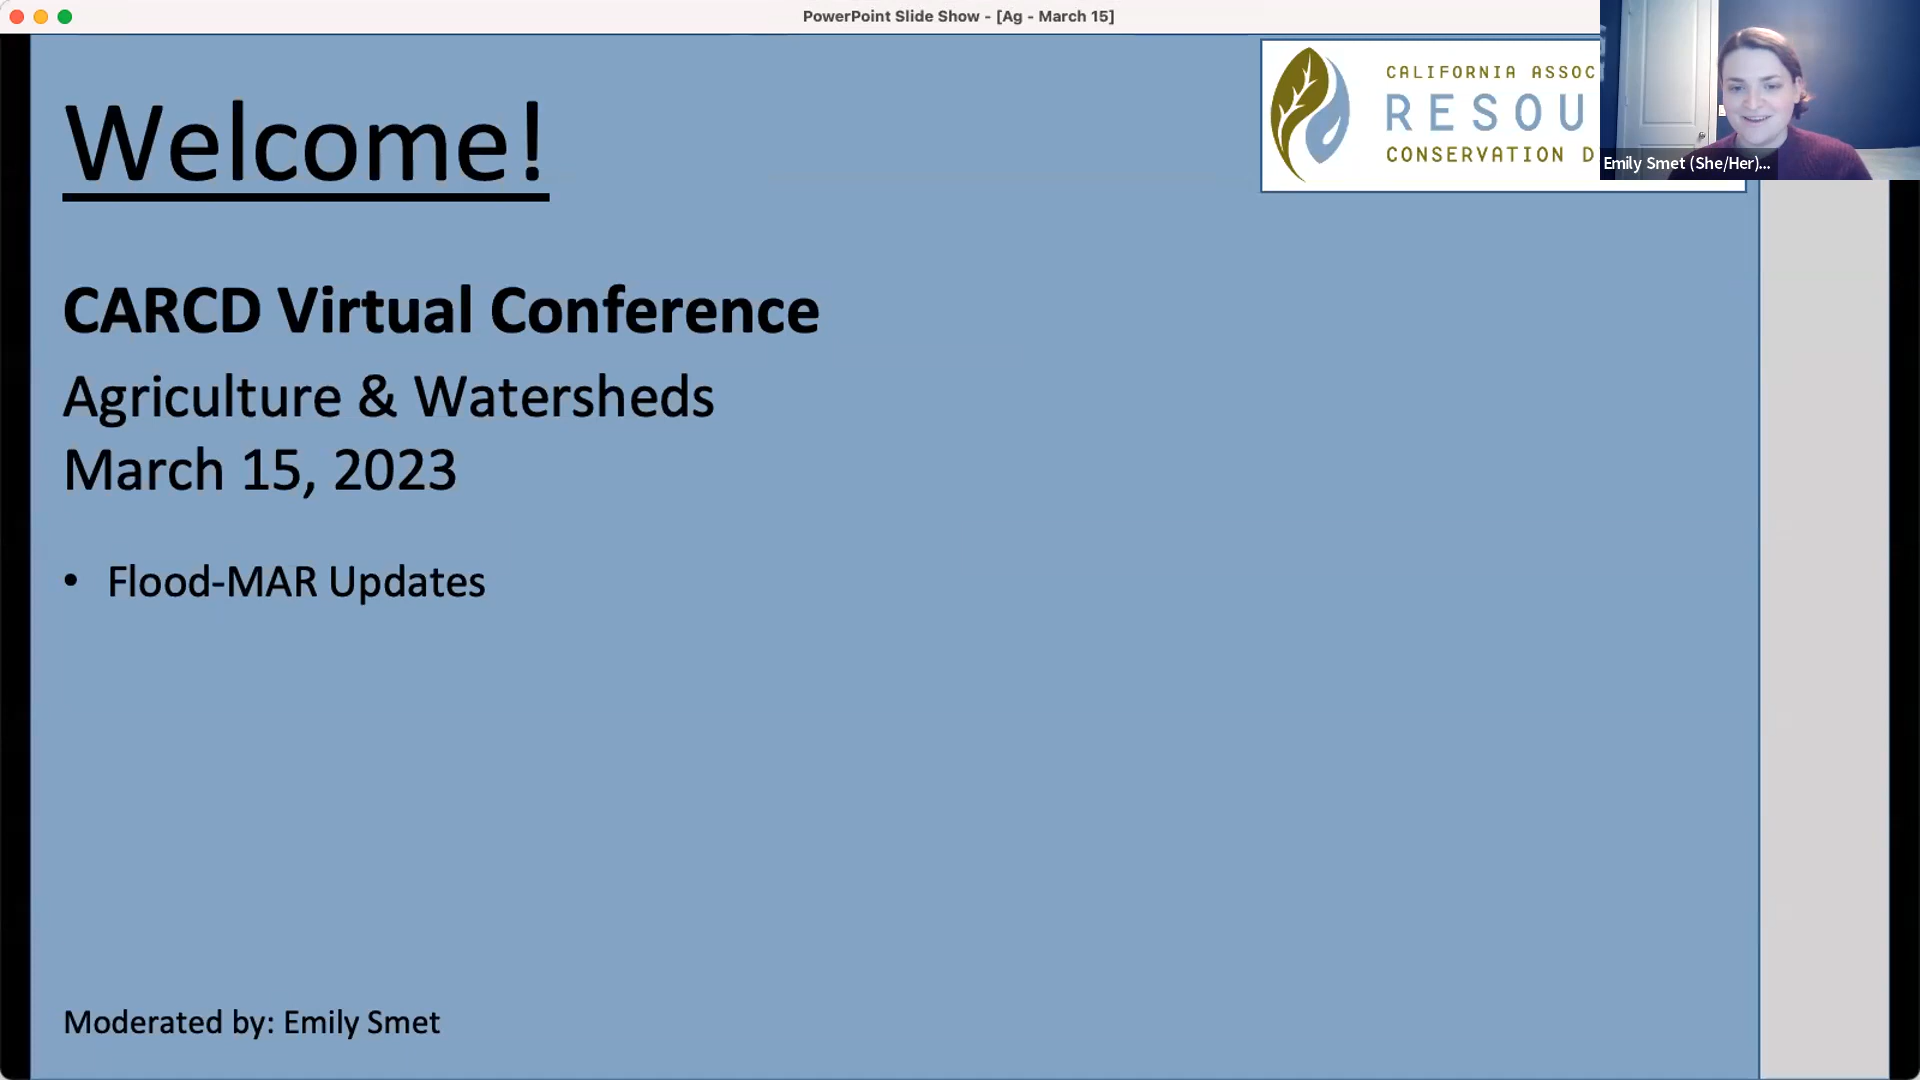 PowerPoint Slide Show - [Ag - March 15]
Welcome!
CALIFORNIA ASSOC
RESOU
CONSERVATION D
Emily Smet (She/Her)...
CARCD Virtual Conference
Agriculture & Watersheds
March 15, 2023
• Flood-MAR Updates
Moderated by: Emily Smet